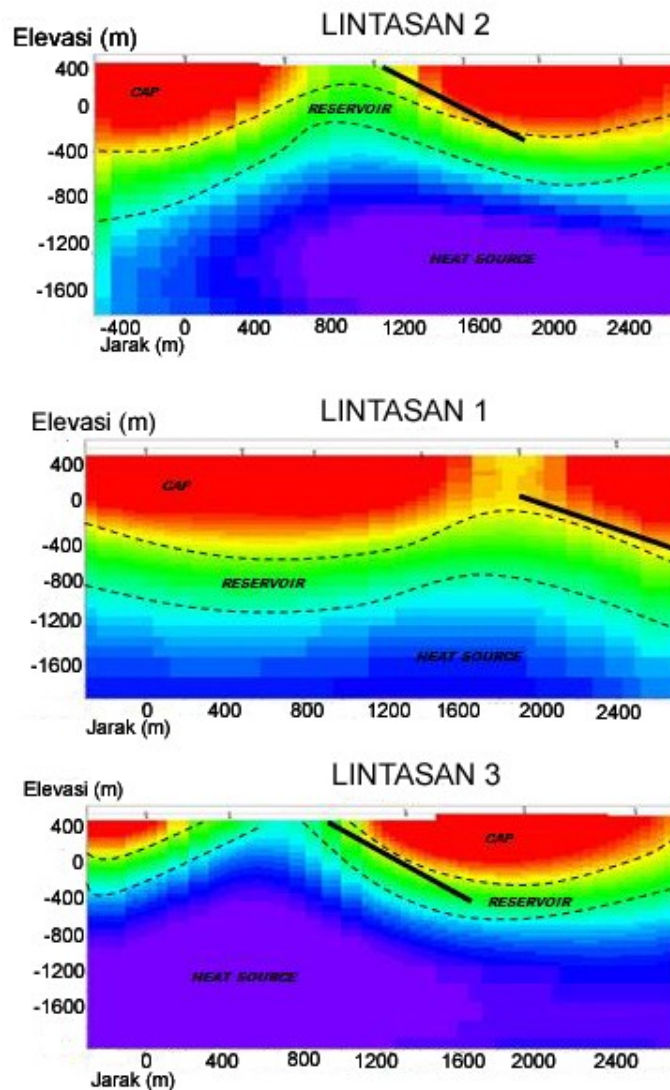 LINTASAN 2
Elevasi (m)
400
0
-400
-800
-1200
-1600
CAP
RESERVOIR
HEAT SOURCE
-400 0 400 800 1200 1600 2000 2400
Jarak (m)
LINTASAN 1
Elevasi (m)
400
0
-400
-800
-1200
-1600
CAP
RESERVOIR
HEAT SOURCE
0 400 800 1200 1600 2000 2400
Jarak (m)
LINTASAN 3
Elevasi (m)
400
0
-400
-800
-1200
-1600
CAP
RESERVOIR
HEAT SOURCE
0 400 800 1200 1600 2000 2400
Jarak (m)